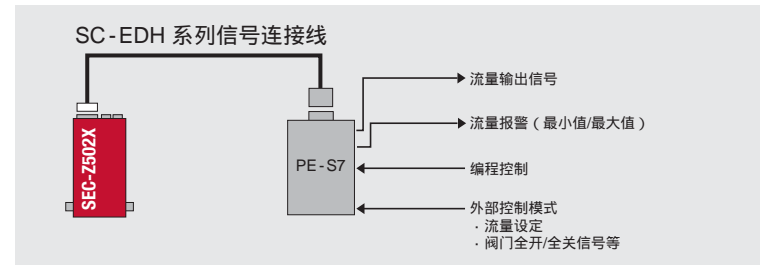 SC-EDH 系列信号连接线
流量输出信号
流量报警（最小值/最大值）
SEC-Z502X
PE-S7
编程控制
外部控制模式
· 流量设定
· 阀门全开/全关信号等